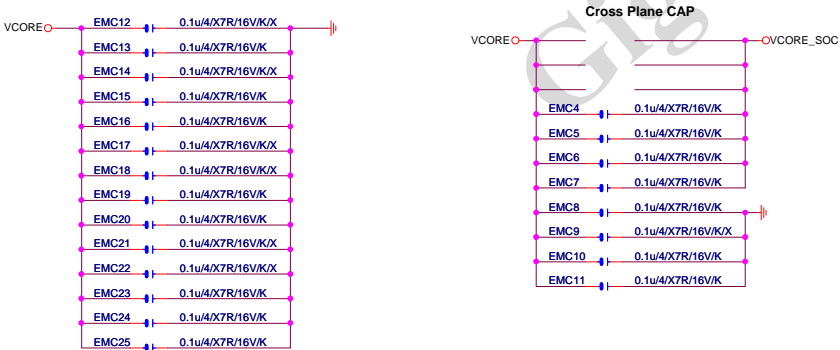 VCORE
EMC12 0.1u/4/X7R/16V/K/X
EMC13 0.1u/4/X7R/16V/K
EMC14 0.1u/4/X7R/16V/K/X
EMC15 0.1u/4/X7R/16V/K
EMC16 0.1u/4/X7R/16V/K
EMC17 0.1u/4/X7R/16V/K/X
EMC18 0.1u/4/X7R/16V/K/X
EMC19 0.1u/4/X7R/16V/K
EMC20 0.1u/4/X7R/16V/K
EMC21 0.1u/4/X7R/16V/K/X
EMC22 0.1u/4/X7R/16V/K/X
EMC23 0.1u/4/X7R/16V/K
EMC24 0.1u/4/X7R/16V/K
EMC25 0.1u/4/X7R/16V/K
Cross Plane CAP
VCORE VCORE_SOC
EMC4 0.1u/4/X7R/16V/K
EMC5 0.1u/4/X7R/16V/K
EMC6 0.1u/4/X7R/16V/K
EMC7 0.1u/4/X7R/16V/K
EMC8 0.1u/4/X7R/16V/K
EMC9 0.1u/4/X7R/16V/K/X
EMC10 0.1u/4/X7R/16V/K
EMC11 0.1u/4/X7R/16V/K